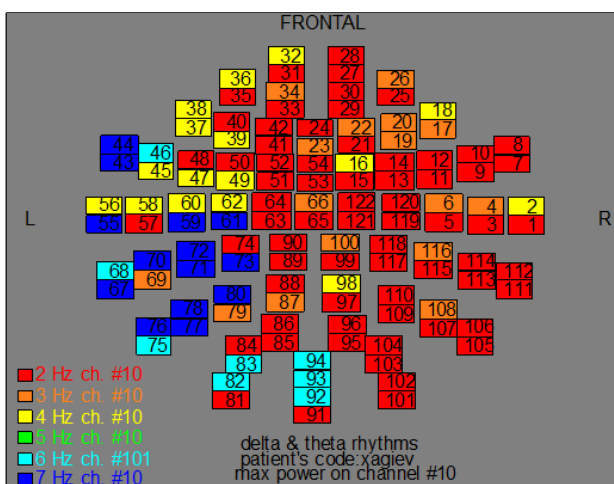 FRONTAL
32 28
36 31 27 26
35 34 30 25
38 33 29 18
37 40 42 24 22 20 17
44 39 41 23 21 19 8
43 46 48 50 52 54 16 14 12 10 7
45 47 49 51 53 15 13 11 9
56 58 60 62 64 66 122 120 6 4 2
55 57 59 61 63 65 121 119 5 3 1
L R
72 74 90 100 118 116
70 71 73 89 99 117 115 114 112
68 69 113 111
67 80 88 98 110 108
78 79 87 97 109 107
76 77 86 96 106
75 84 85 95 104 105
83 94 103
82 93 102
81 92 101
91
2 Hz ch. #10
3 Hz ch. #10
4 Hz ch. #10
5 Hz ch. #10
6 Hz ch. #101
7 Hz ch. #10
delta & theta rhythms
patient's code:xagiev
max power on channel #10